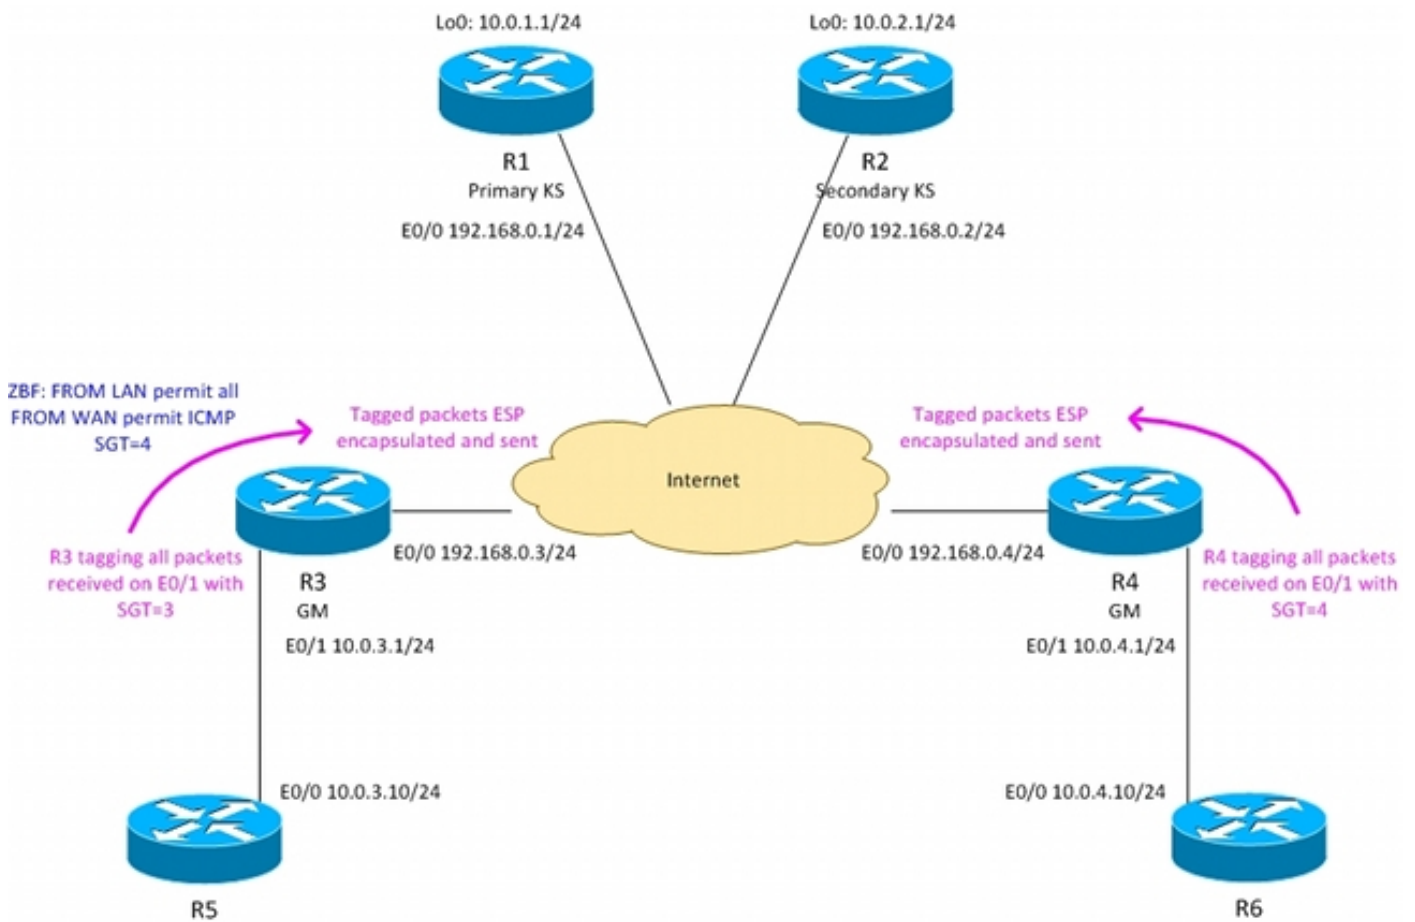 Lo0: 10.0.1.1/24
Lo0: 10.0.2.1/24
R1
Primary KS
E0/0 192.168.0.1/24
R2
Secondary KS
E0/0 192.168.0.2/24
ZBF: FROM LAN permit all
FROM WAN permit ICMP
SGT=4
Tagged packets ESP
encapsulated and sent
Tagged packets ESP
encapsulated and sent
Internet
R3 tagging all packets
received on E0/1 with
SGT=3
E0/0 192.168.0.3/24
R3
GM
E0/1 10.0.3.1/24
E0/0 192.168.0.4/24
R4
GM
E0/1 10.0.4.1/24
R4 tagging all packets
received on E0/1 with
SGT=4
E0/0 10.0.3.10/24
R5
E0/0 10.0.4.10/24
R6